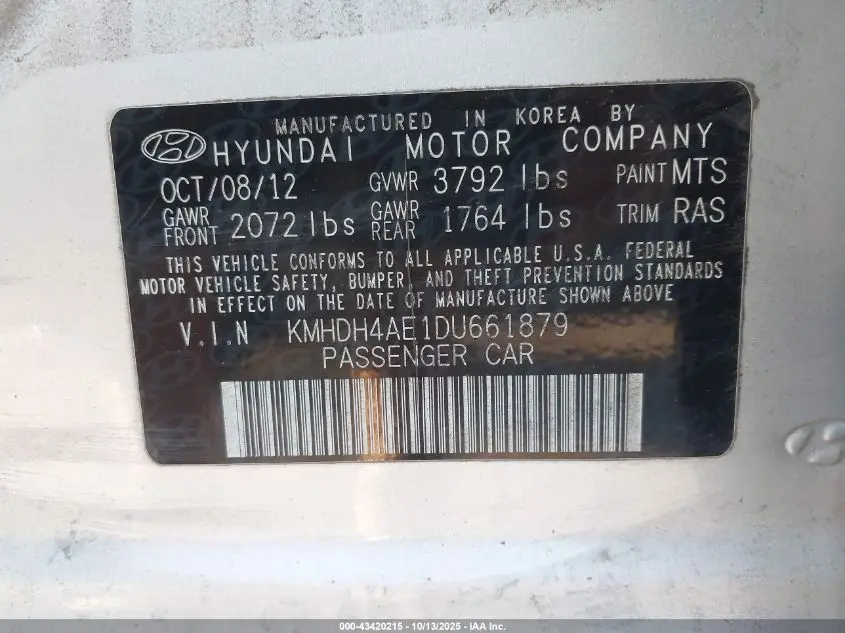 MANUFACTURED IN KOREA BY
HYUNDAI MOTOR COMPANY
OCT/08/12 GVWR 3792 lbs PAINT MTS
GAWR FRONT 2072 lbs GAWR REAR 1764 lbs TRIM RAS
THIS VEHICLE CONFORMS TO ALL APPLICABLE U.S.A. FEDERAL
MOTOR VEHICLE SAFETY, BUMPER, AND THEFT PREVENTION STANDARDS
IN EFFECT ON THE DATE OF MANUFACTURE SHOWN ABOVE
V.I.N KMHDH4AE1DU661879
PASSENGER CAR
000-43420215 - 10/13/2025 - IAA Inc.